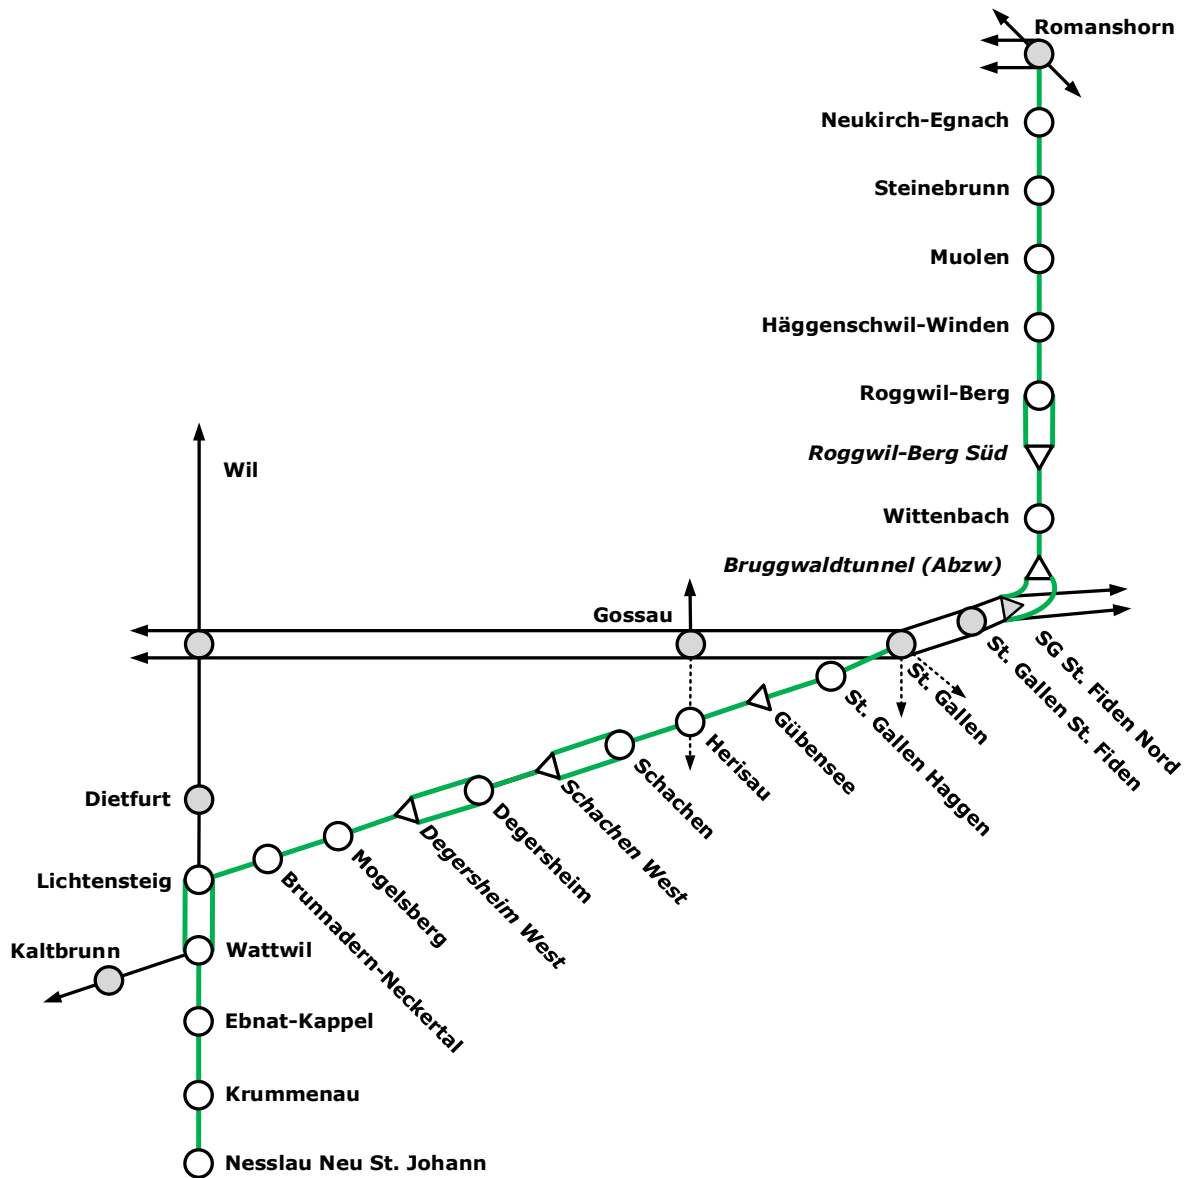 Romanshorn
Neukirch-Egnach
Steinebrunn
Muolen
Häggenschwil-Winden
Roggwil-Berg
Roggwil-Berg Süd
Wil
Wittenbach
Bruggwaldtunnel (Abzw)
Gossau
SG St. Fiden Nord
St. Gallen St. Fiden
St. Gallen
St. Gallen Haggen
Gübensee
Herisau
Schachen
Schachen West
Degersheim
Degersheim West
Mogelsberg
Brunnadern-Neckertal
Dietfurt
Lichtensteig
Kaltbrunn
Wattwil
Ebnat-Kappel
Krummenau
Nesslau Neu St. Johann